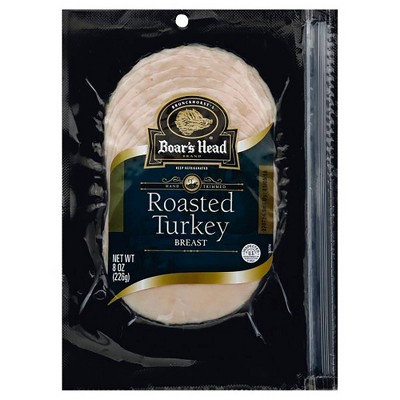 BRUNCKHORST'S
Boar's Head
BRAND
KEEP REFRIGERATED
HAND TRIMMED
Roasted
Turkey
BREAST
NET WT
8 OZ
(226g)